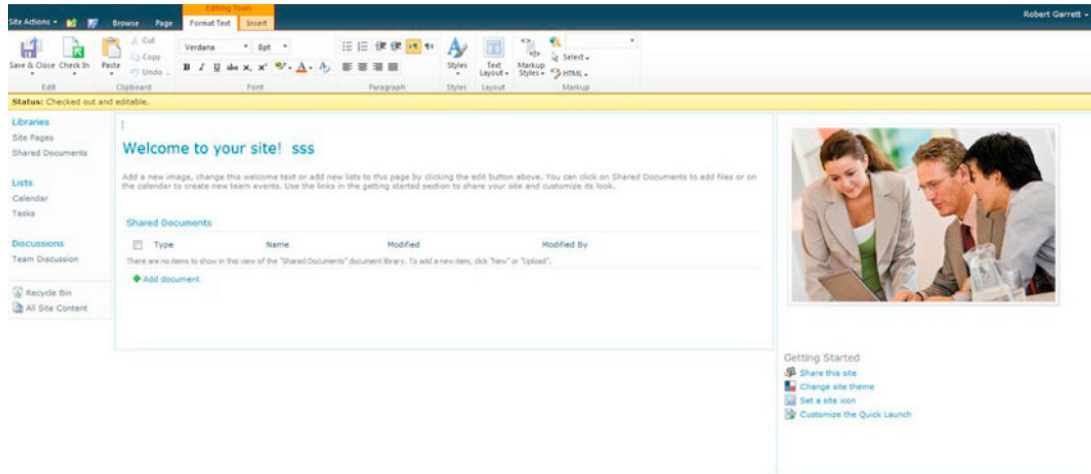 Editing Tools
Robert Garrett
Site Actions Browse Page Format Text Insert
Cut
Copy
Undo
Verdana 8pt
B I U abc x, x² A
Save & Close Check In Paste Styles Text Layout Markup Styles Select HTML
Edit Clipboard Font Paragraph Styles Layout Markup
Status: Checked out and editable.
Libraries
Site Pages
Shared Documents
Lists
Calendar
Tasks
Discussions
Team Discussion
Recycle Bin
All Site Content
Welcome to your site! sss
Add a new image, change this welcome text or add new lists to this page by clicking the edit button above. You can click on Shared Documents to add files or on
the calendar to create new team events. Use the links in the getting started section to share your site and customize its look.
Shared Documents
Type Name Modified Modified By
There are no items to show in this view of the "Shared Documents" document library. To add a new item, click "New" or "Upload".
Add document
Getting Started
Share this site
Change site theme
Set a site icon
Customize the Quick Launch